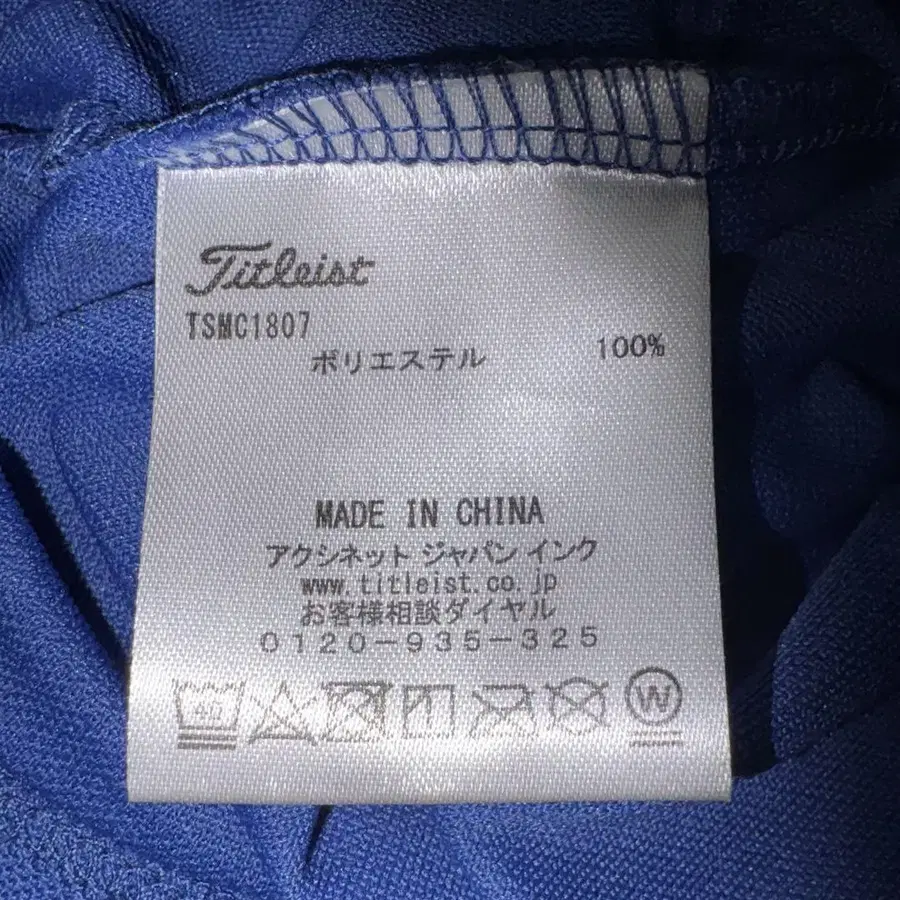 Titleist
TSMC1807
ポリエステル 100%
MADE IN CHINA
アクシネット ジャパン インク
www.titleist.co.jp
お客様相談ダイヤル
0120-935-325
40
W